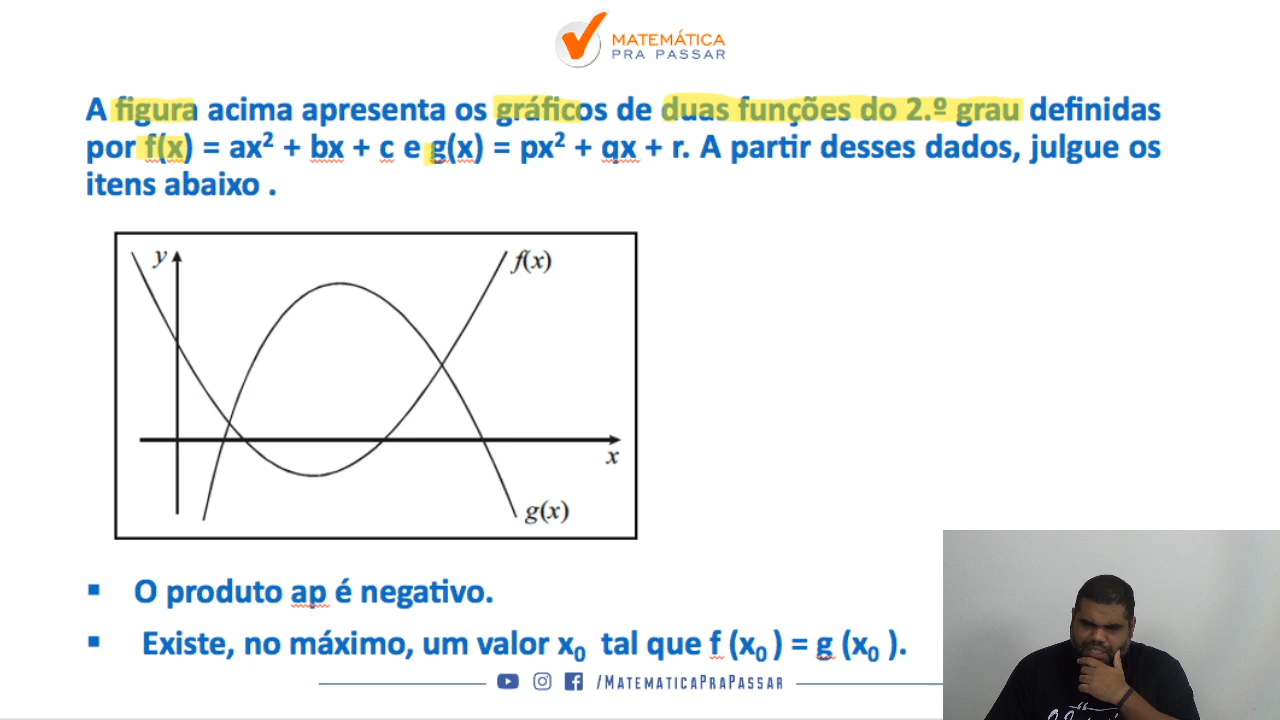 MATEMÁTICA
PRA PASSAR
A figura acima apresenta os gráficos de duas funções do 2.º grau definidas
por f(x) = ax² + bx + c e g(x) = px² + qx + r. A partir desses dados, julgue os
itens abaixo .
y
f(x)
x
g(x)
▪ O produto ap é negativo.
▪ Existe, no máximo, um valor x₀ tal que f (x₀ ) = g (x₀ ).
/MATEMATICAPRAPASSAR